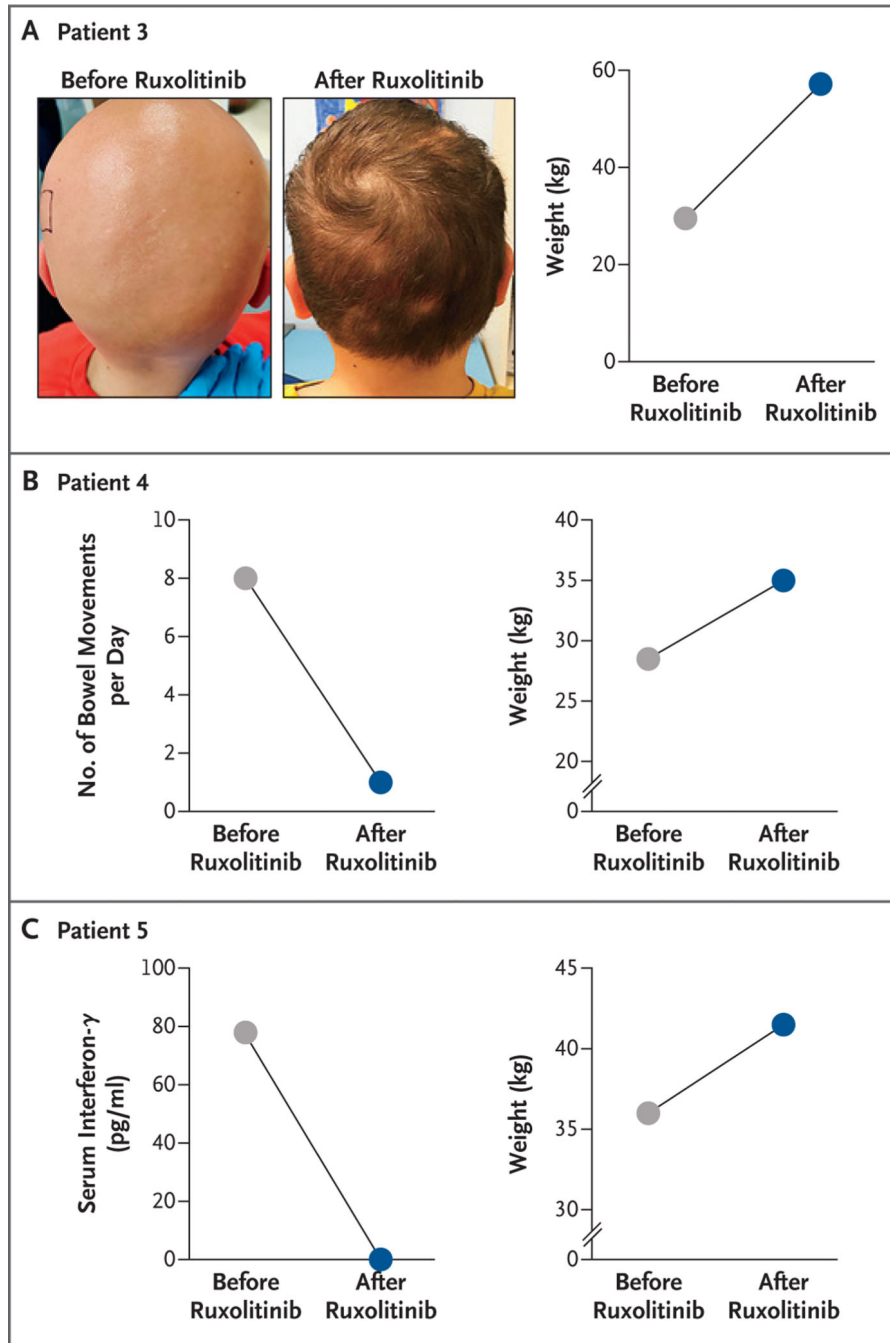 A Patient 3
Before Ruxolitinib
After Ruxolitinib
Weight (kg)
60
40
20
0
Before
Ruxolitinib
After
Ruxolitinib
B Patient 4
No. of Bowel Movements
per Day
10
8
6
4
2
0
Before
Ruxolitinib
After
Ruxolitinib
Weight (kg)
40
35
30
25
20
0
Before
Ruxolitinib
After
Ruxolitinib
C Patient 5
Serum Interferon-γ
(pg/ml)
100
80
60
40
20
0
Before
Ruxolitinib
After
Ruxolitinib
Weight (kg)
45
40
35
30
0
Before
Ruxolitinib
After
Ruxolitinib